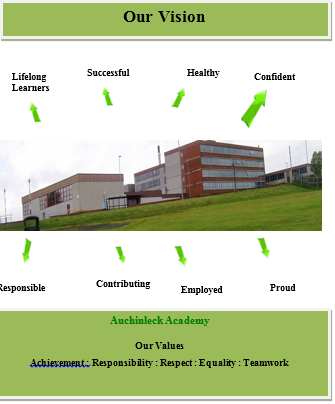 Our Vision
Lifelong
Learners
Successful
Healthy
Confident
Responsible
Contributing
Employed
Proud
Auchinleck Academy
Our Values
Achievement : Responsibility : Respect : Equality : Teamwork